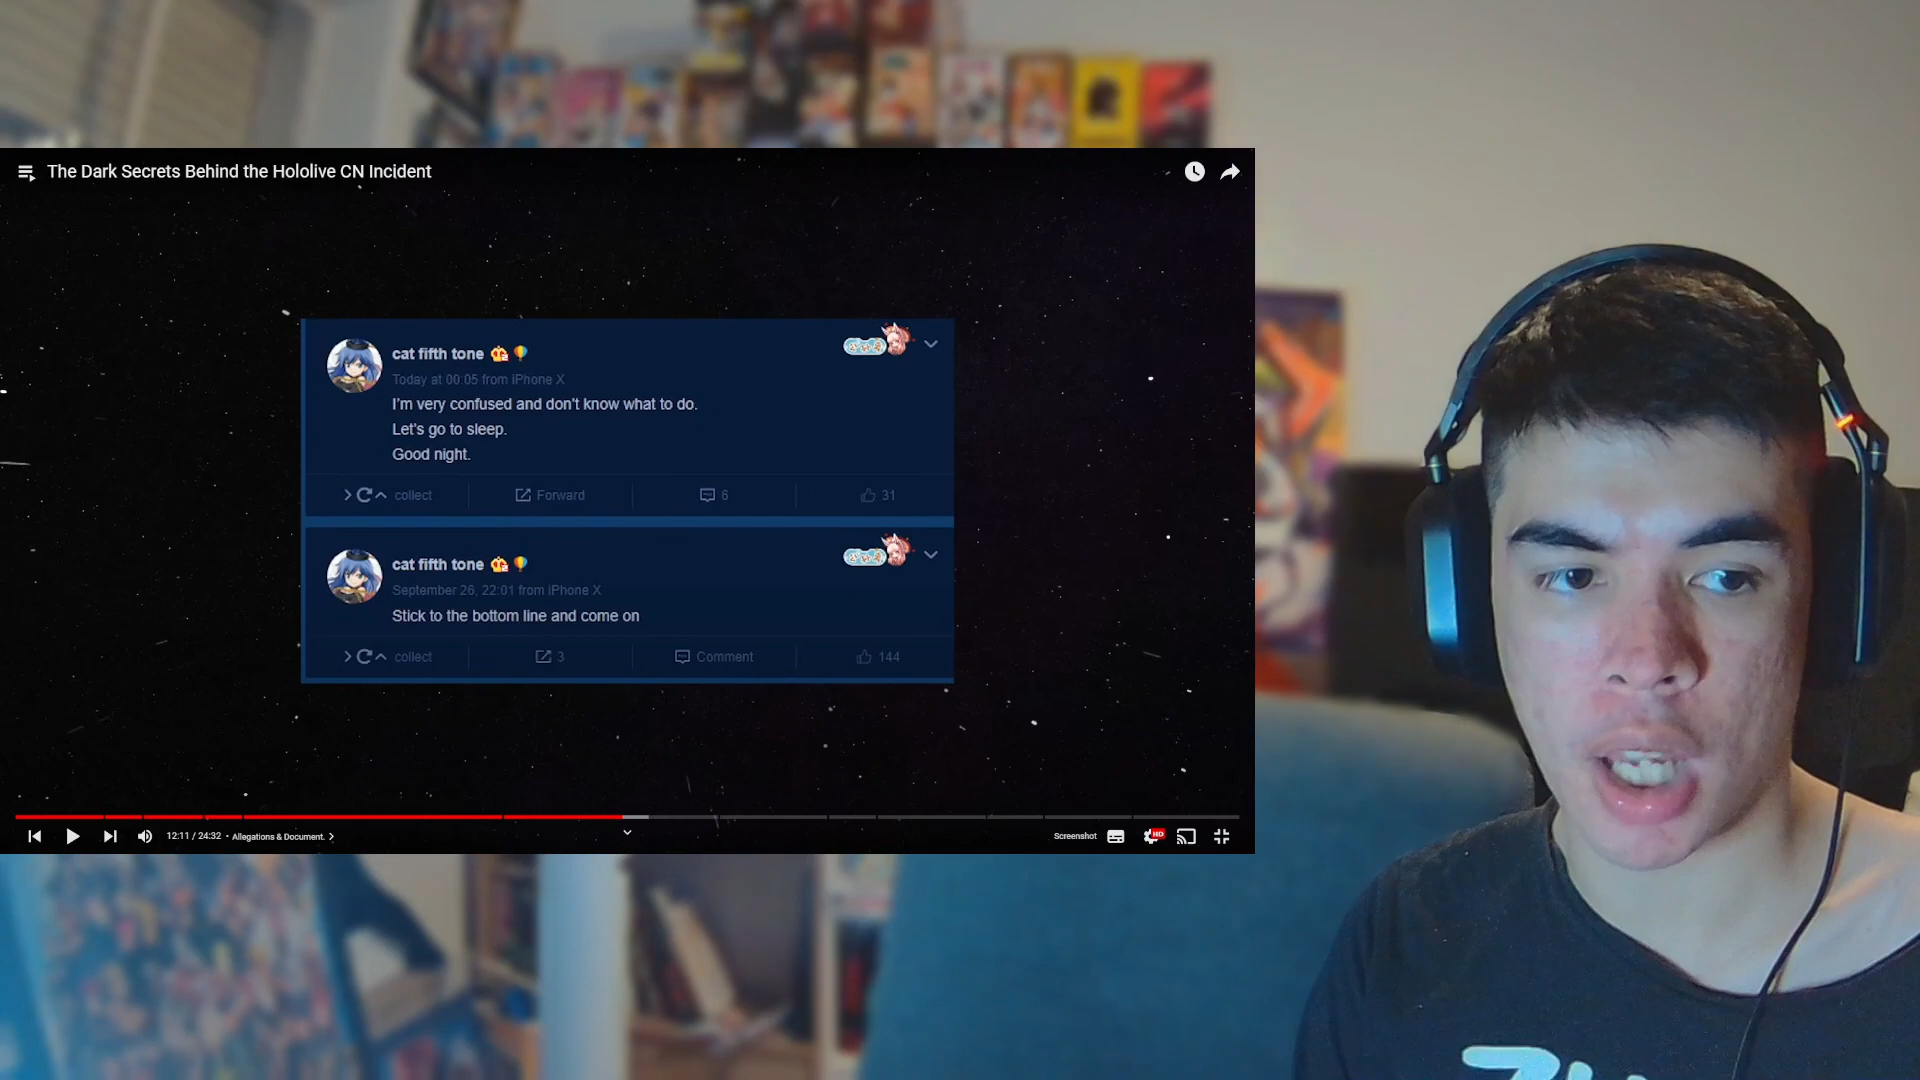 The Dark Secrets Behind the Hololive CN Incident
cat fifth tone
Today at 00:05 from iPhone X
I'm very confused and don't know what to do.
Let's go to sleep.
Good night.
collect
Forward
6
31
cat fifth tone
September 26, 22:01 from iPhone X
Stick to the bottom line and come on
collect
3
Comment
144
12:11 / 24:32 • Allegations & Document.
Screenshot
HD